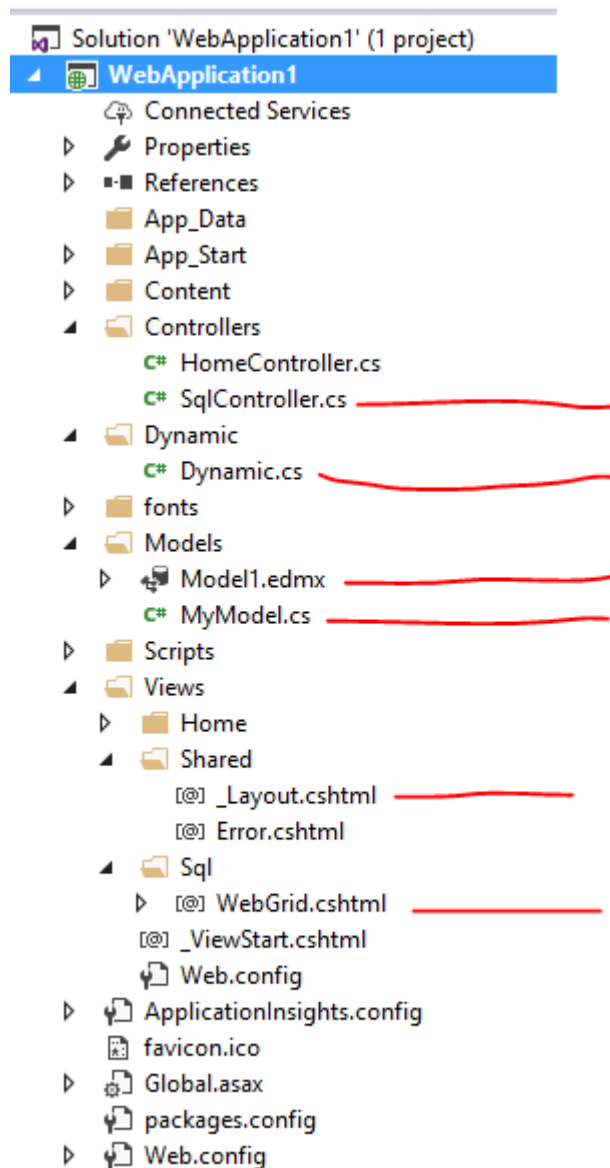 Solution 'WebApplication1' (1 project)
WebApplication1
Connected Services
Properties
References
App_Data
App_Start
Content
Controllers
C# HomeController.cs
C# SqlController.cs
Dynamic
C# Dynamic.cs
fonts
Models
Model1.edmx
C# MyModel.cs
Scripts
Views
Home
Shared
[@] _Layout.cshtml
[@] Error.cshtml
Sql
[@] WebGrid.cshtml
[@] _ViewStart.cshtml
Web.config
ApplicationInsights.config
favicon.ico
Global.asax
packages.config
Web.config